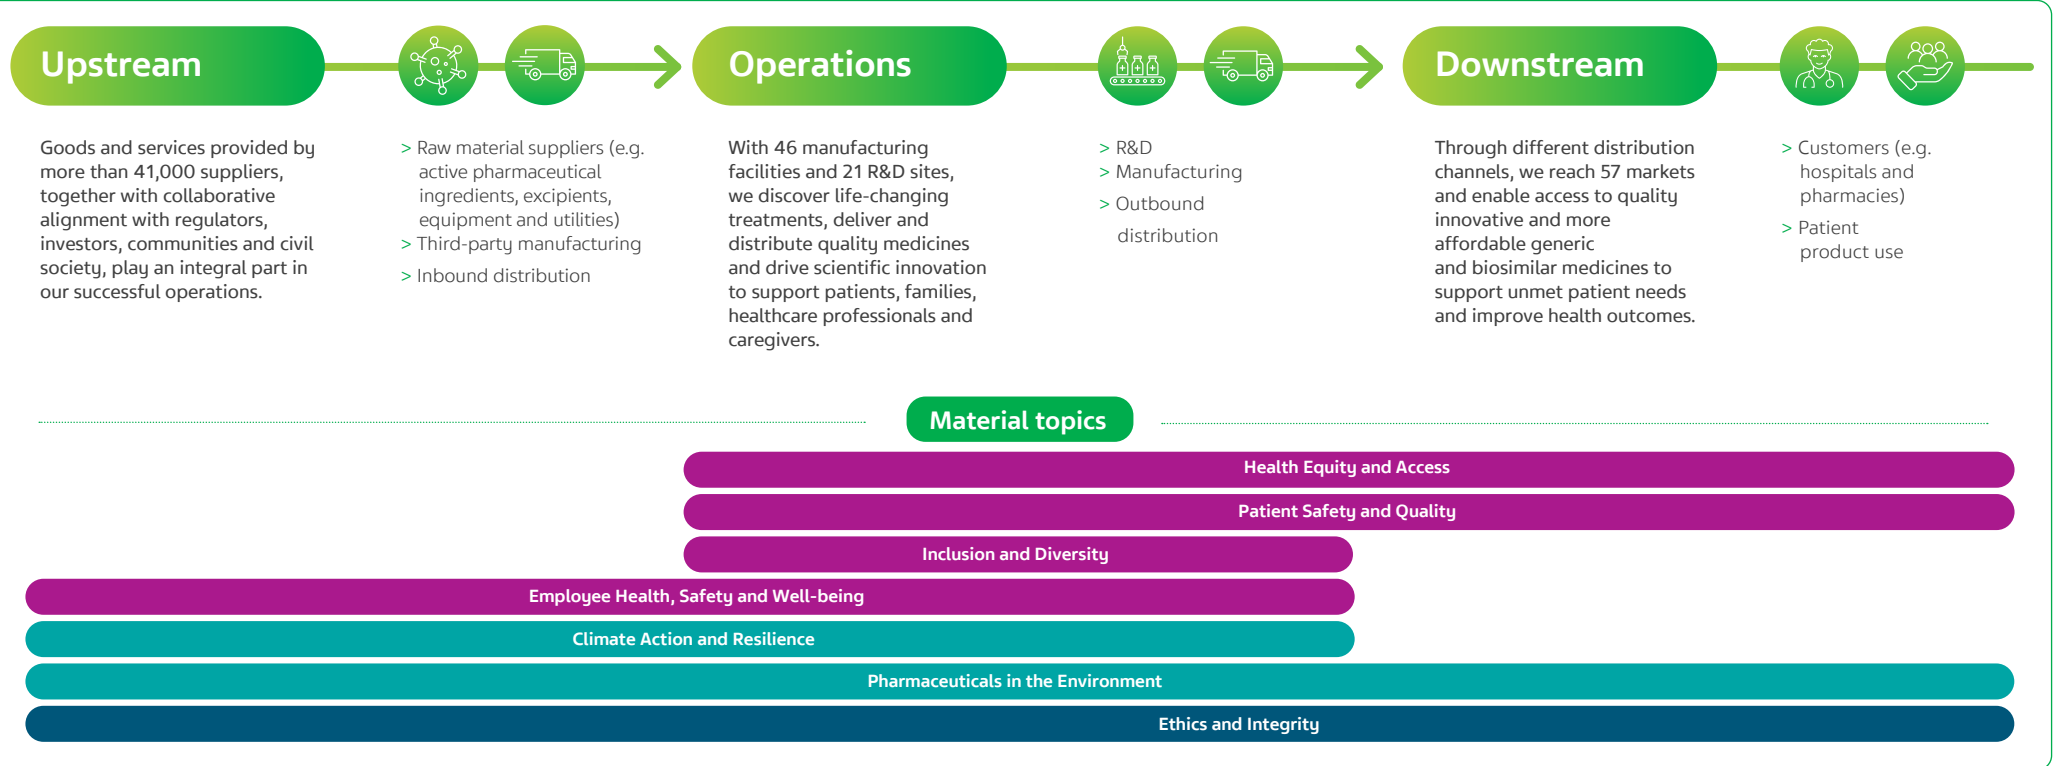 Upstream
Goods and services provided by
more than 41,000 suppliers,
together with collaborative
alignment with regulators,
investors, communities and civil
society, play an integral part in
our successful operations.
> Raw material suppliers (e.g.
active pharmaceutical
ingredients, excipients,
equipment and utilities)
> Third-party manufacturing
> Inbound distribution
Operations
With 46 manufacturing
facilities and 21 R&D sites,
we discover life-changing
treatments, deliver and
distribute quality medicines
and drive scientific innovation
to support patients, families,
healthcare professionals and
caregivers.
> R&D
> Manufacturing
> Outbound
distribution
Downstream
Through different distribution
channels, we reach 57 markets
and enable access to quality
innovative and more
affordable generic
and biosimilar medicines to
support unmet patient needs
and improve health outcomes.
> Customers (e.g.
hospitals and
pharmacies)
> Patient
product use
Material topics
Health Equity and Access
Patient Safety and Quality
Inclusion and Diversity
Employee Health, Safety and Well-being
Climate Action and Resilience
Pharmaceuticals in the Environment
Ethics and Integrity